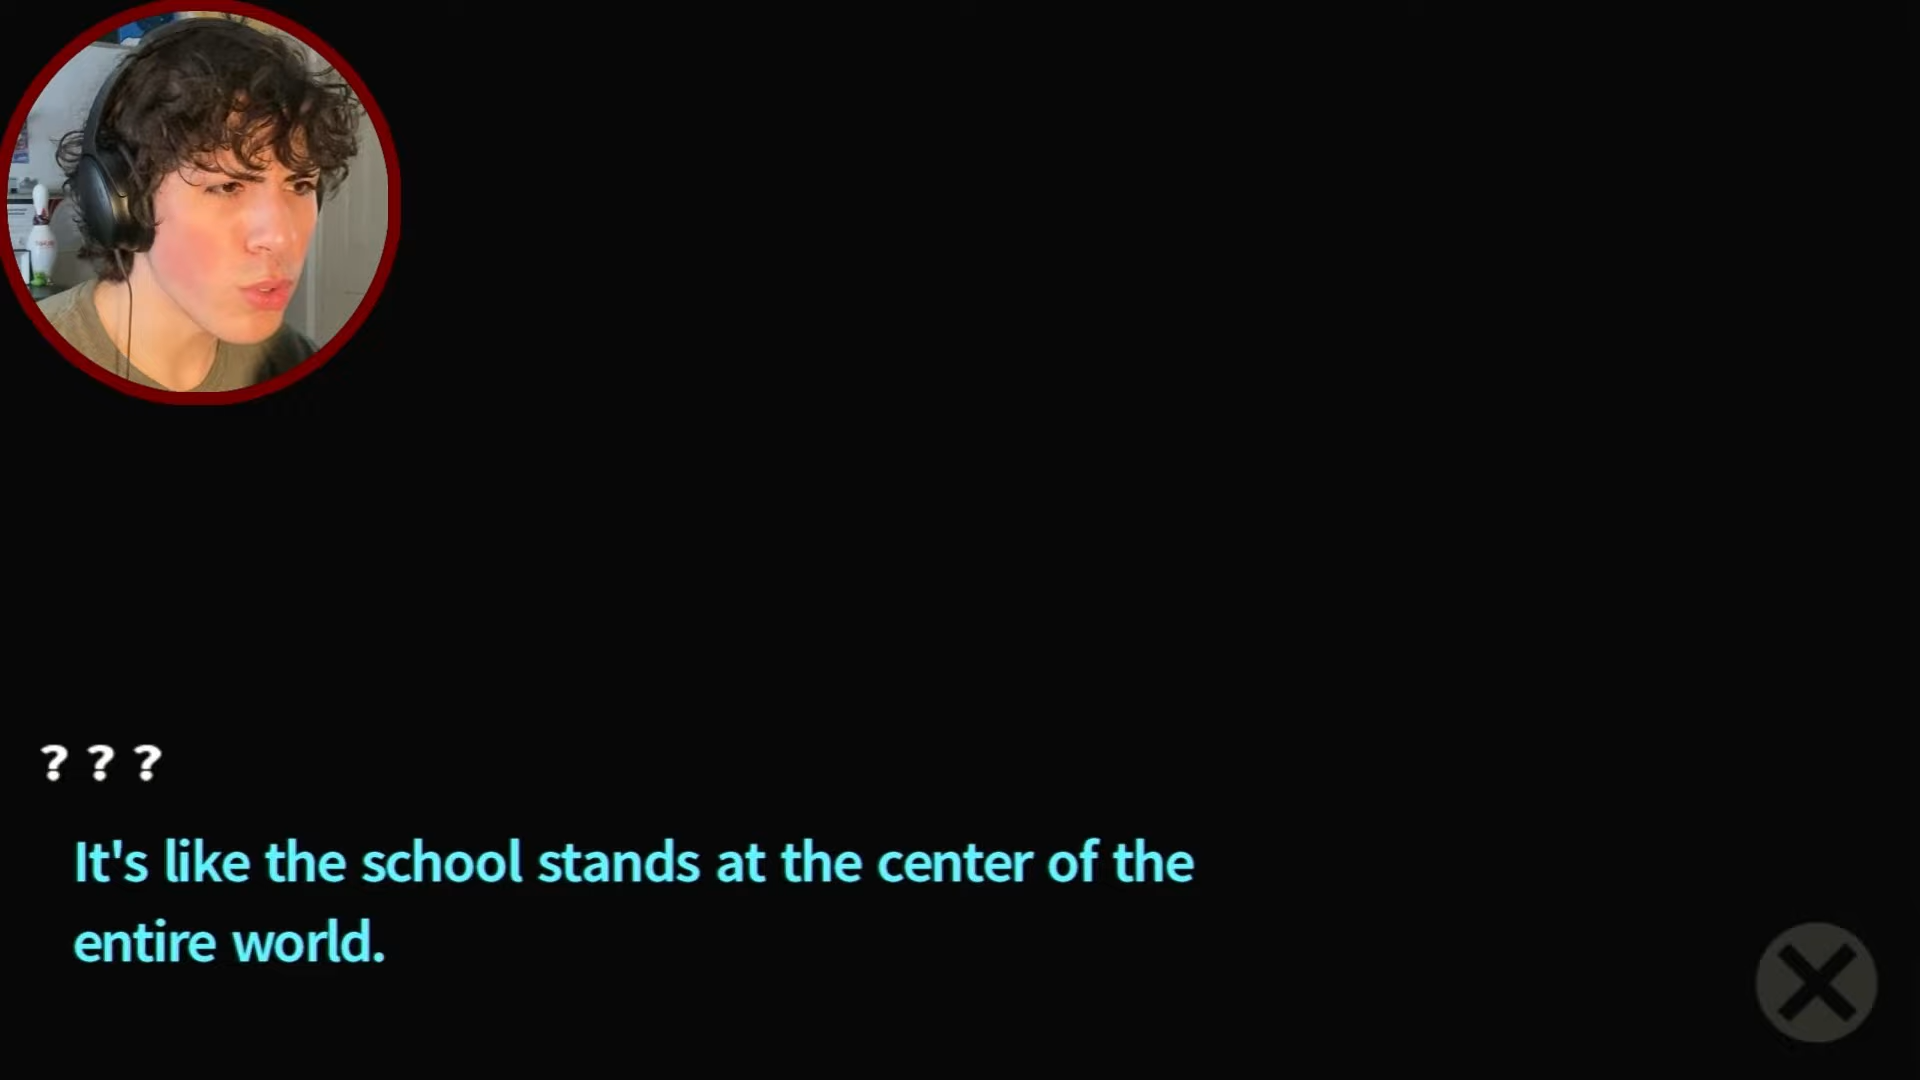 ? ? ?
It's like the school stands at the center of the
entire world.